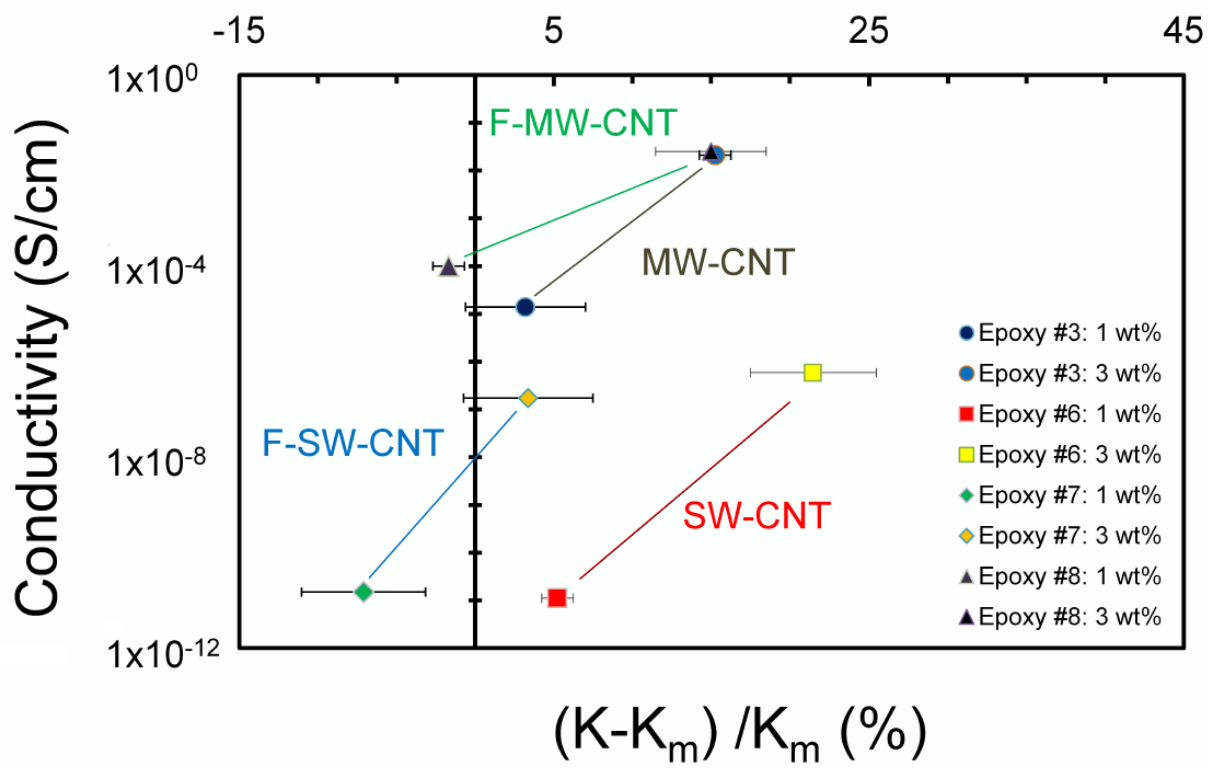 -15 5 25 45
1x10⁰
F-MW-CNT
Conductivity (S/cm)
1x10⁻⁴
MW-CNT
Epoxy #3: 1 wt%
Epoxy #3: 3 wt%
Epoxy #6: 1 wt%
F-SW-CNT
Epoxy #6: 3 wt%
1x10⁻⁸
Epoxy #7: 1 wt%
SW-CNT
Epoxy #7: 3 wt%
Epoxy #8: 1 wt%
Epoxy #8: 3 wt%
1x10⁻¹²
(K-Kₘ) /Kₘ (%)